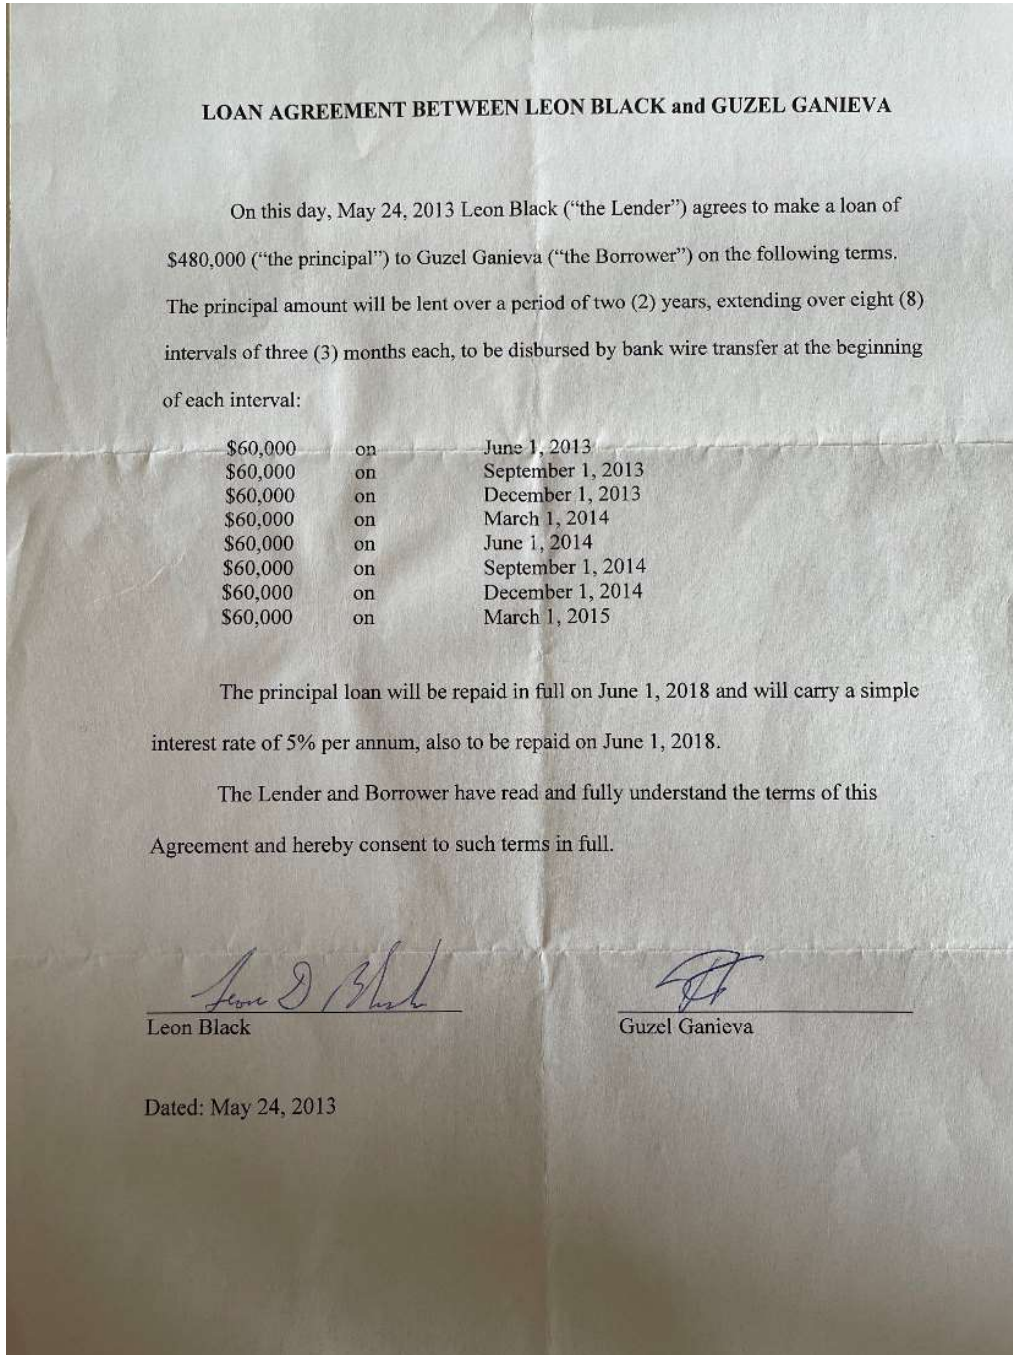 LOAN AGREEMENT BETWEEN LEON BLACK and GUZEL GANIEVA
On this day, May 24, 2013 Leon Black (“the Lender”) agrees to make a loan of
$480,000 (“the principal”) to Guzel Ganieva (“the Borrower”) on the following terms.
The principal amount will be lent over a period of two (2) years, extending over eight (8)
intervals of three (3) months each, to be disbursed by bank wire transfer at the beginning
of each interval:
$60,000 on June 1, 2013
$60,000 on September 1, 2013
$60,000 on December 1, 2013
$60,000 on March 1, 2014
$60,000 on June 1, 2014
$60,000 on September 1, 2014
$60,000 on December 1, 2014
$60,000 on March 1, 2015
The principal loan will be repaid in full on June 1, 2018 and will carry a simple
interest rate of 5% per annum, also to be repaid on June 1, 2018.
The Lender and Borrower have read and fully understand the terms of this
Agreement and hereby consent to such terms in full.
Leon D Black
Leon Black Guzel Ganieva
Dated: May 24, 2013